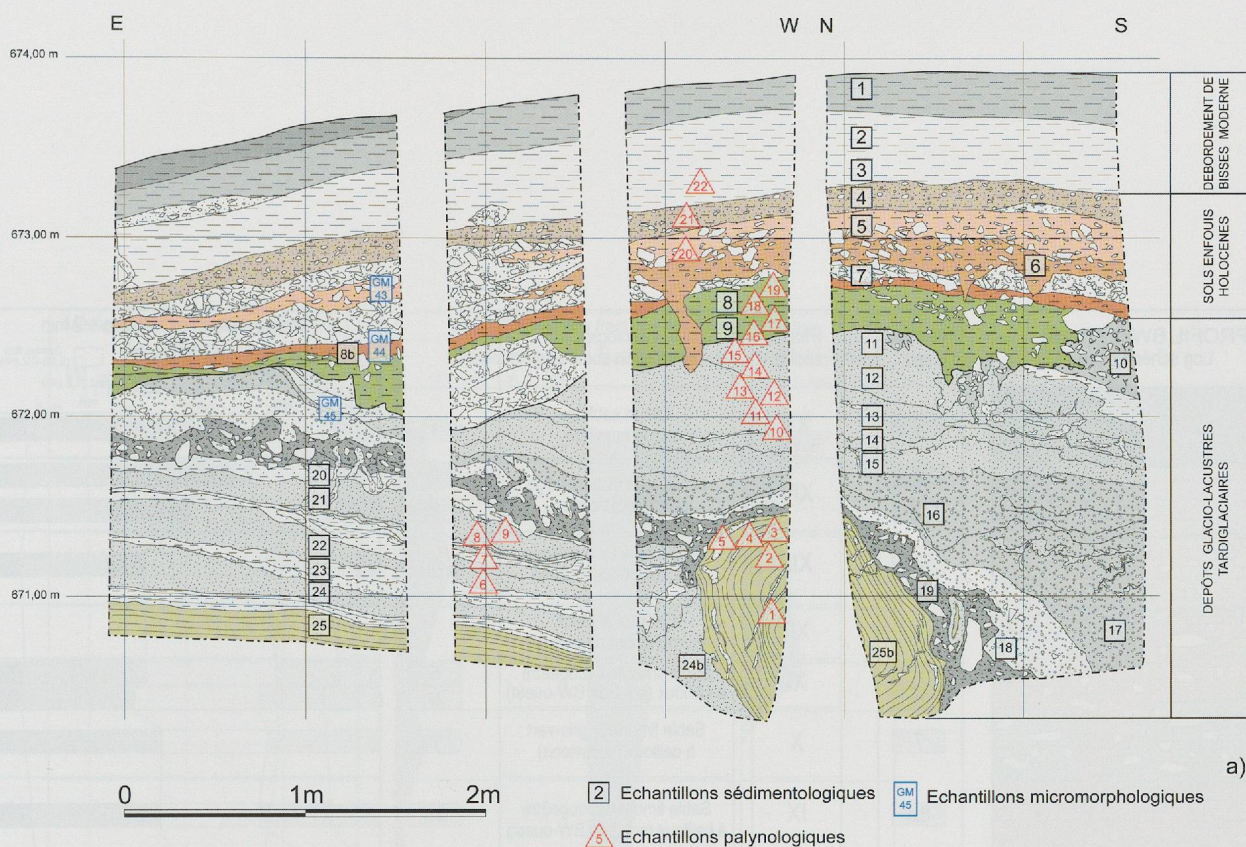 E
W N
S
674,00 m
673,00 m
672,00 m
671,00 m
1
2
3
4
5
6
7
8
9
8b
10
11
12
13
14
15
16
17
18
19
20
21
22
23
24
25
24b
25b
GM 43
GM 44
GM 45
22
21
20
19
18
17
16
15
14
13
12
11
10
9
8
7
6
5
4
3
2
1
DEBORDEMENT DE
BISSES MODERNE
SOLS ENFOUIS
HOLOCENES
DEPÔTS GLACIO-LACUSTRES
TARDIGLACIAIRES
a)
0 1m 2m
2 Echantillons sédimentologiques
GM 45 Echantillons micromorphologiques
5 Echantillons palynologiques